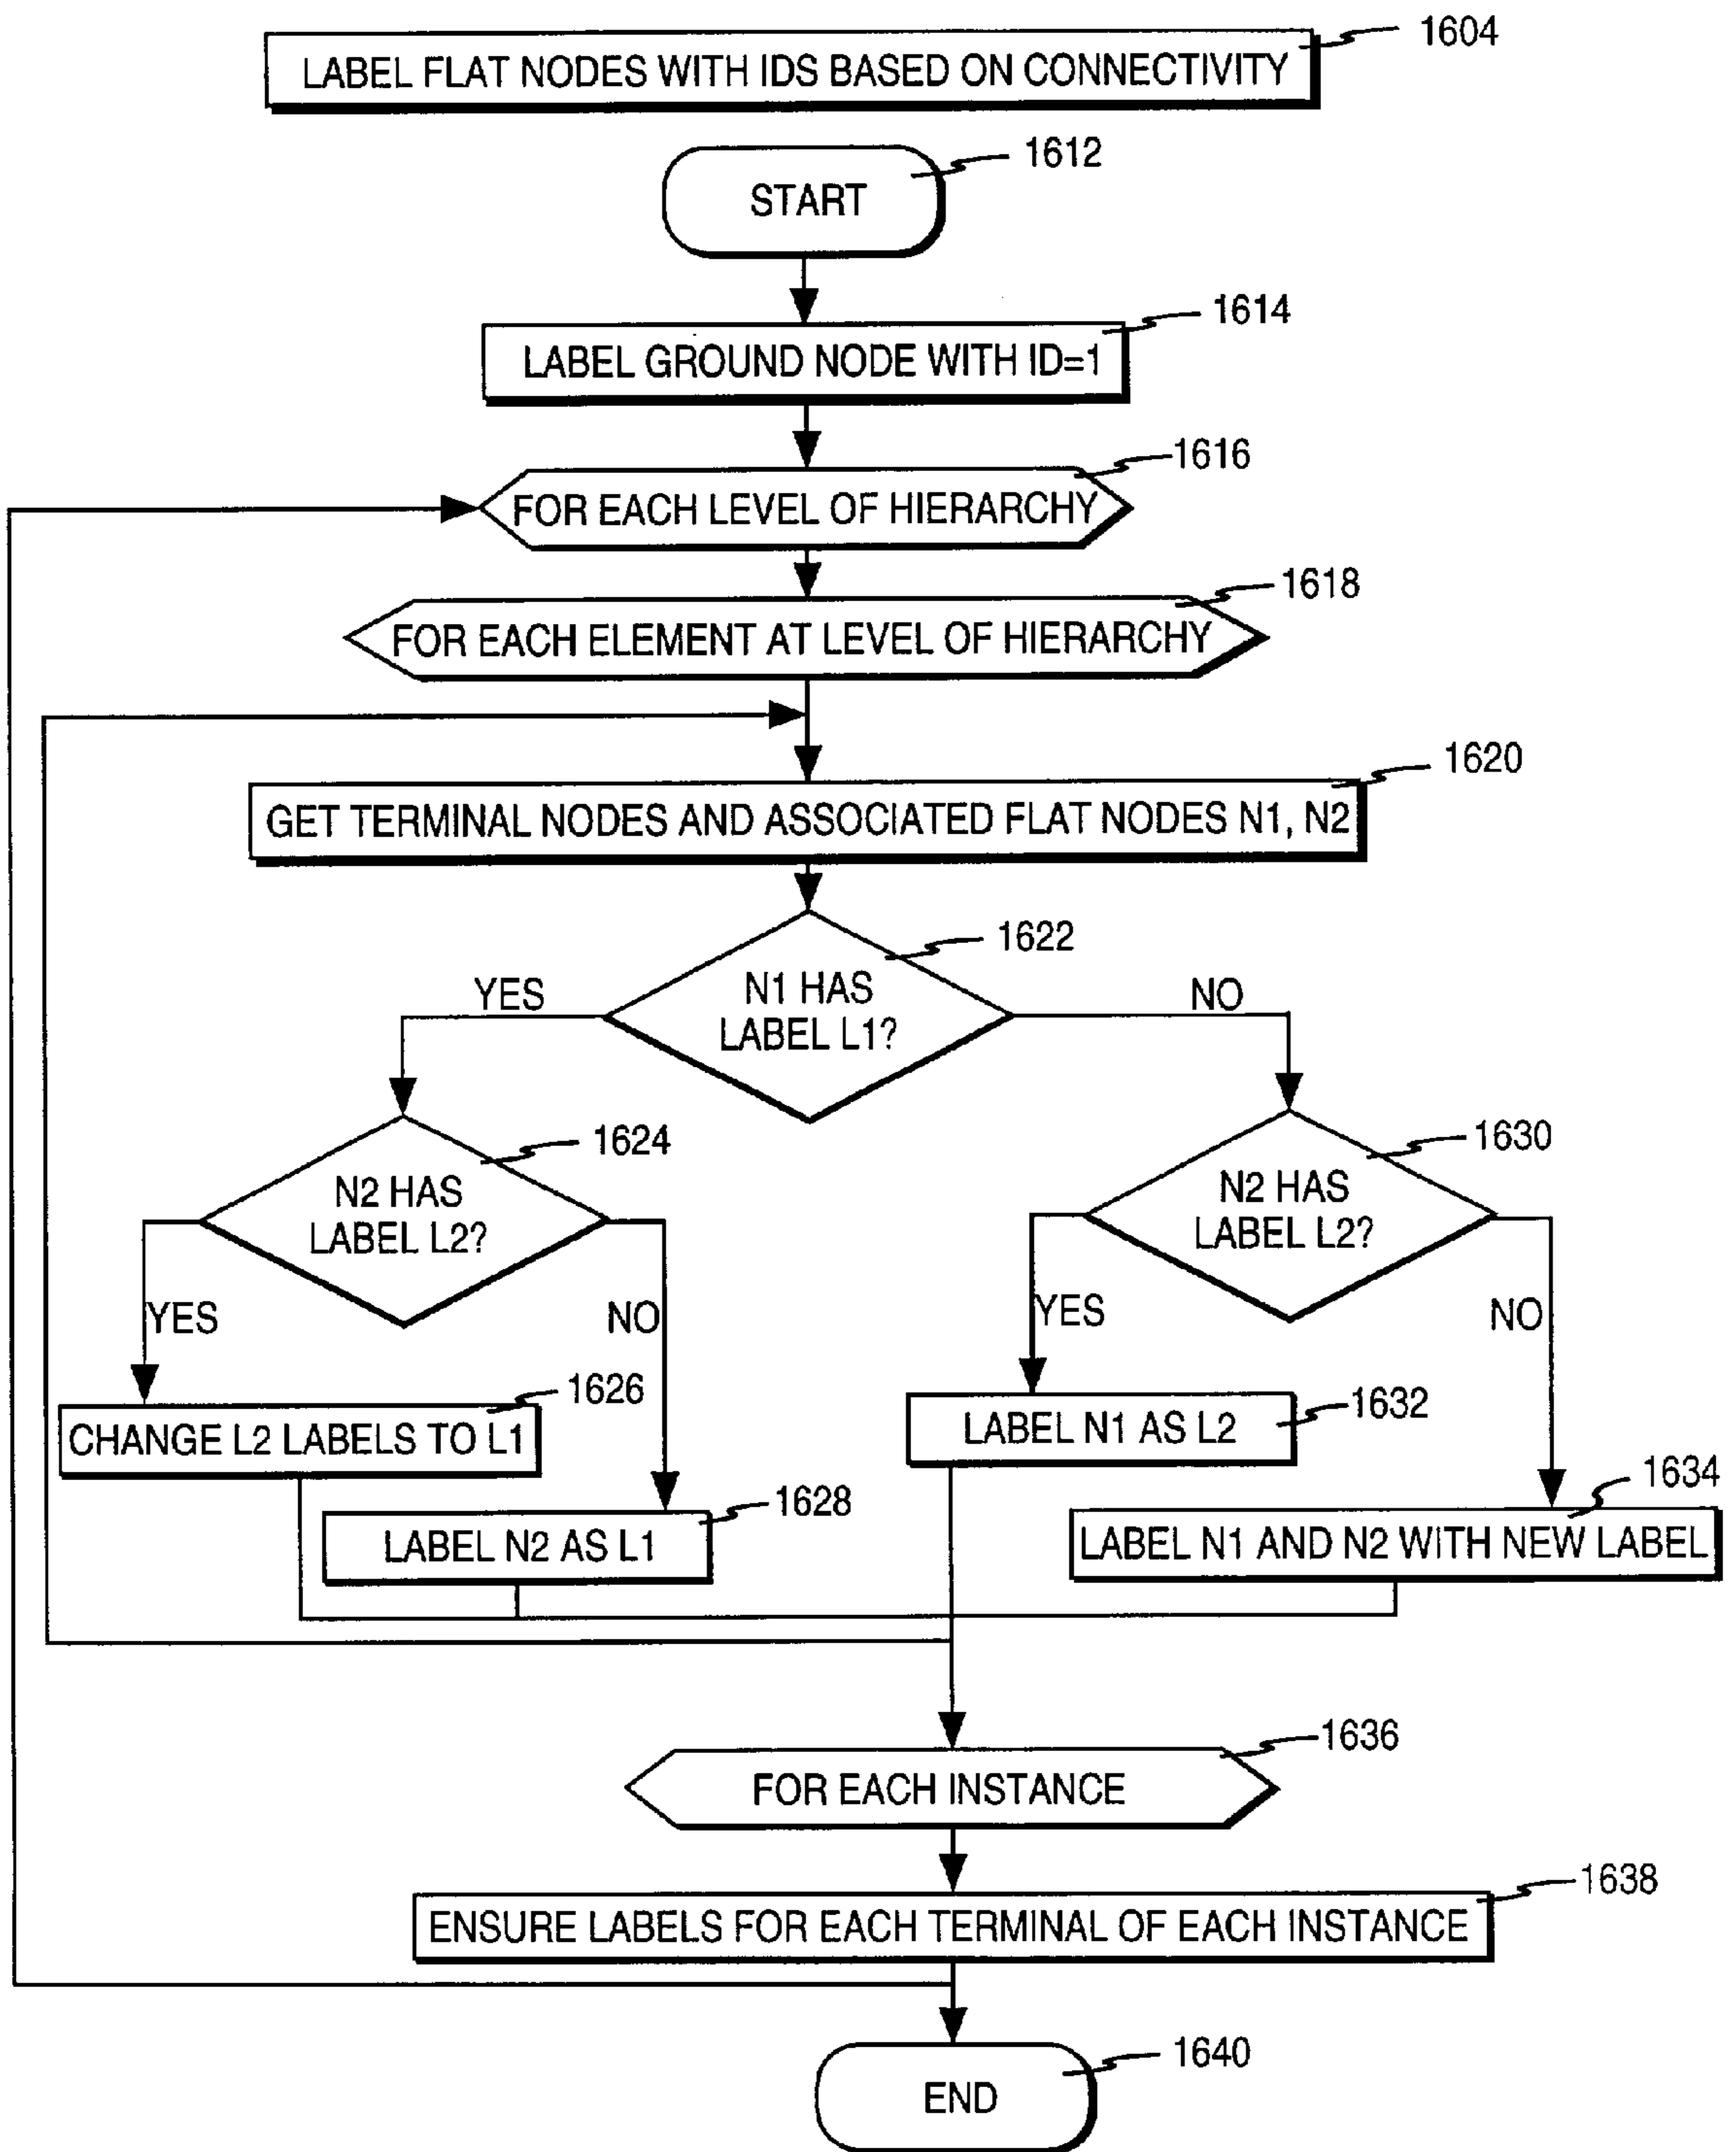 1604
LABEL FLAT NODES WITH IDS BASED ON CONNECTIVITY
1612
START
1614
LABEL GROUND NODE WITH ID=1
1616
FOR EACH LEVEL OF HIERARCHY
1618
FOR EACH ELEMENT AT LEVEL OF HIERARCHY
1620
GET TERMINAL NODES AND ASSOCIATED FLAT NODES N1, N2
1622
N1 HAS
LABEL L1?
YES
NO
1624
N2 HAS
LABEL L2?
1630
N2 HAS
LABEL L2?
YES
NO
YES
NO
1626
CHANGE L2 LABELS TO L1
1632
LABEL N1 AS L2
1628
LABEL N2 AS L1
1634
LABEL N1 AND N2 WITH NEW LABEL
1636
FOR EACH INSTANCE
1638
ENSURE LABELS FOR EACH TERMINAL OF EACH INSTANCE
1640
END